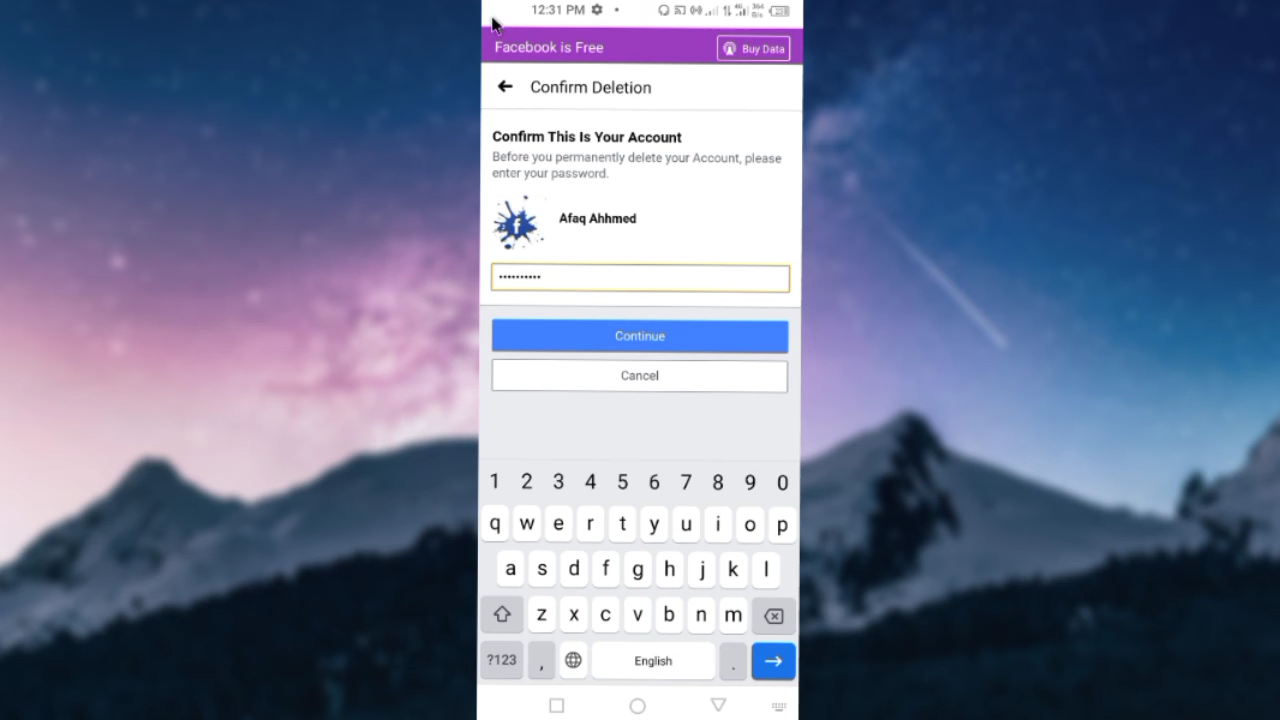 12:31 PM
Facebook is Free
Buy Data
Confirm Deletion
Confirm This Is Your Account
Before you permanently delete your Account, please
enter your password.
f
Afaq Ahhmed
••••••••••
Continue
Cancel
1 2 3 4 5 6 7 8 9 0
q w e r t y u i o p
a s d f g h j k l
z x c v b n m
?123 , English .